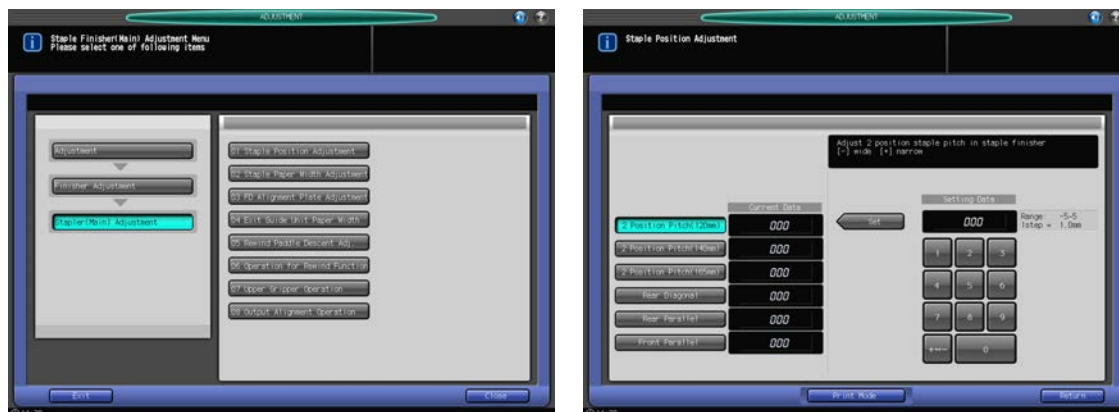 ADJUSTMENT
Staple Finisher(Main) Adjustment Menu
Please select one of following items
Adjustment
Finisher Adjustment
Stapler(Main) Adjustment
01 Staple Position Adjustment
02 Staple Paper Width Adjustment
03 FD Alignment Plate Adjustment
04 Exit Guide Unit Paper Width
05 Rewind Paddle Descent Adj.
06 Operation for Rewind Function
07 Upper Gripper Operation
08 Output Alignment Operation
Exit
Close
ADJUSTMENT
Staple Position Adjustment
Adjust 2 position staple pitch in staple finisher
[-] wide [+] narrow
Current Data
Setting Data
2 Position Pitch(120mm) 000
Set
000
Range: -5~5
1step = 1.0mm
2 Position Pitch(140mm) 000
2 Position Pitch(165mm) 000
Rear Diagonal 000
Rear Parallel 000
Front Parallel 000
1 2 3
4 5 6
7 8 9
0
Print Mode
Return